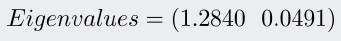 Eigenvalues = (1.2840 0.0491)